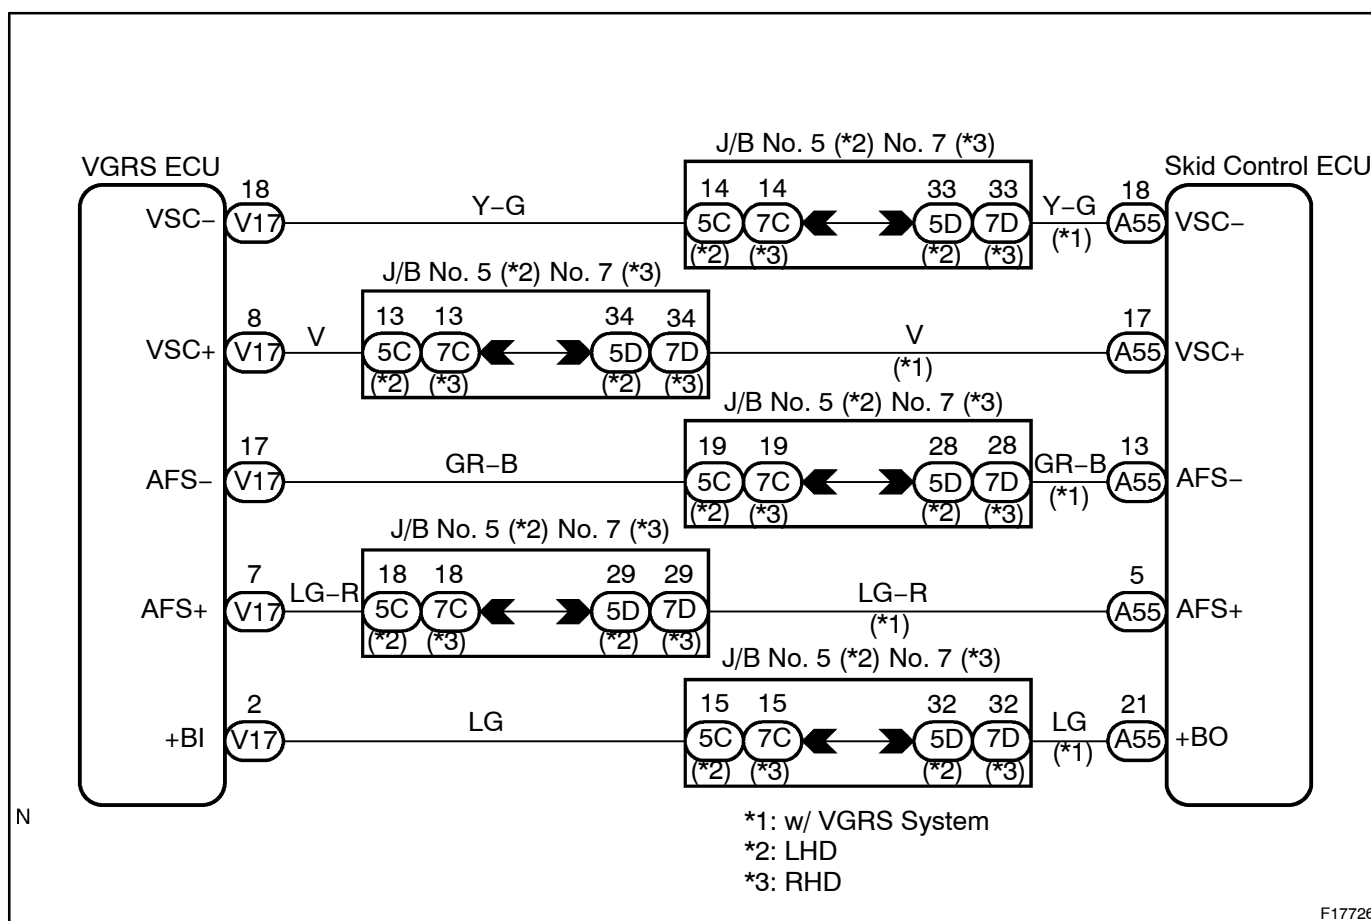 J/B No. 5 (*2) No. 7 (*3)
VGRS ECU
Skid Control ECU
18 14 14 33 33 18
VSC− V17 Y−G 5C 7C 5D 7D Y−G A55 VSC−
(*2) (*3) (*2) (*3) (*1)
J/B No. 5 (*2) No. 7 (*3)
8 13 13 34 34 17
VSC+ V17 V 5C 7C 5D 7D V A55 VSC+
(*2) (*3) (*2) (*3) (*1)
J/B No. 5 (*2) No. 7 (*3)
17 19 19 28 28 13
AFS− V17 GR−B 5C 7C 5D 7D GR−B A55 AFS−
(*2) (*3) (*2) (*3) (*1)
J/B No. 5 (*2) No. 7 (*3)
7 18 18 29 29 5
AFS+ V17 LG−R 5C 7C 5D 7D LG−R A55 AFS+
(*2) (*3) (*2) (*3) (*1)
J/B No. 5 (*2) No. 7 (*3)
2 15 15 32 32 21
+BI V17 LG 5C 7C 5D 7D LG A55 +BO
(*2) (*3) (*2) (*3) (*1)
N
*1: w/ VGRS System
*2: LHD
*3: RHD
F17726